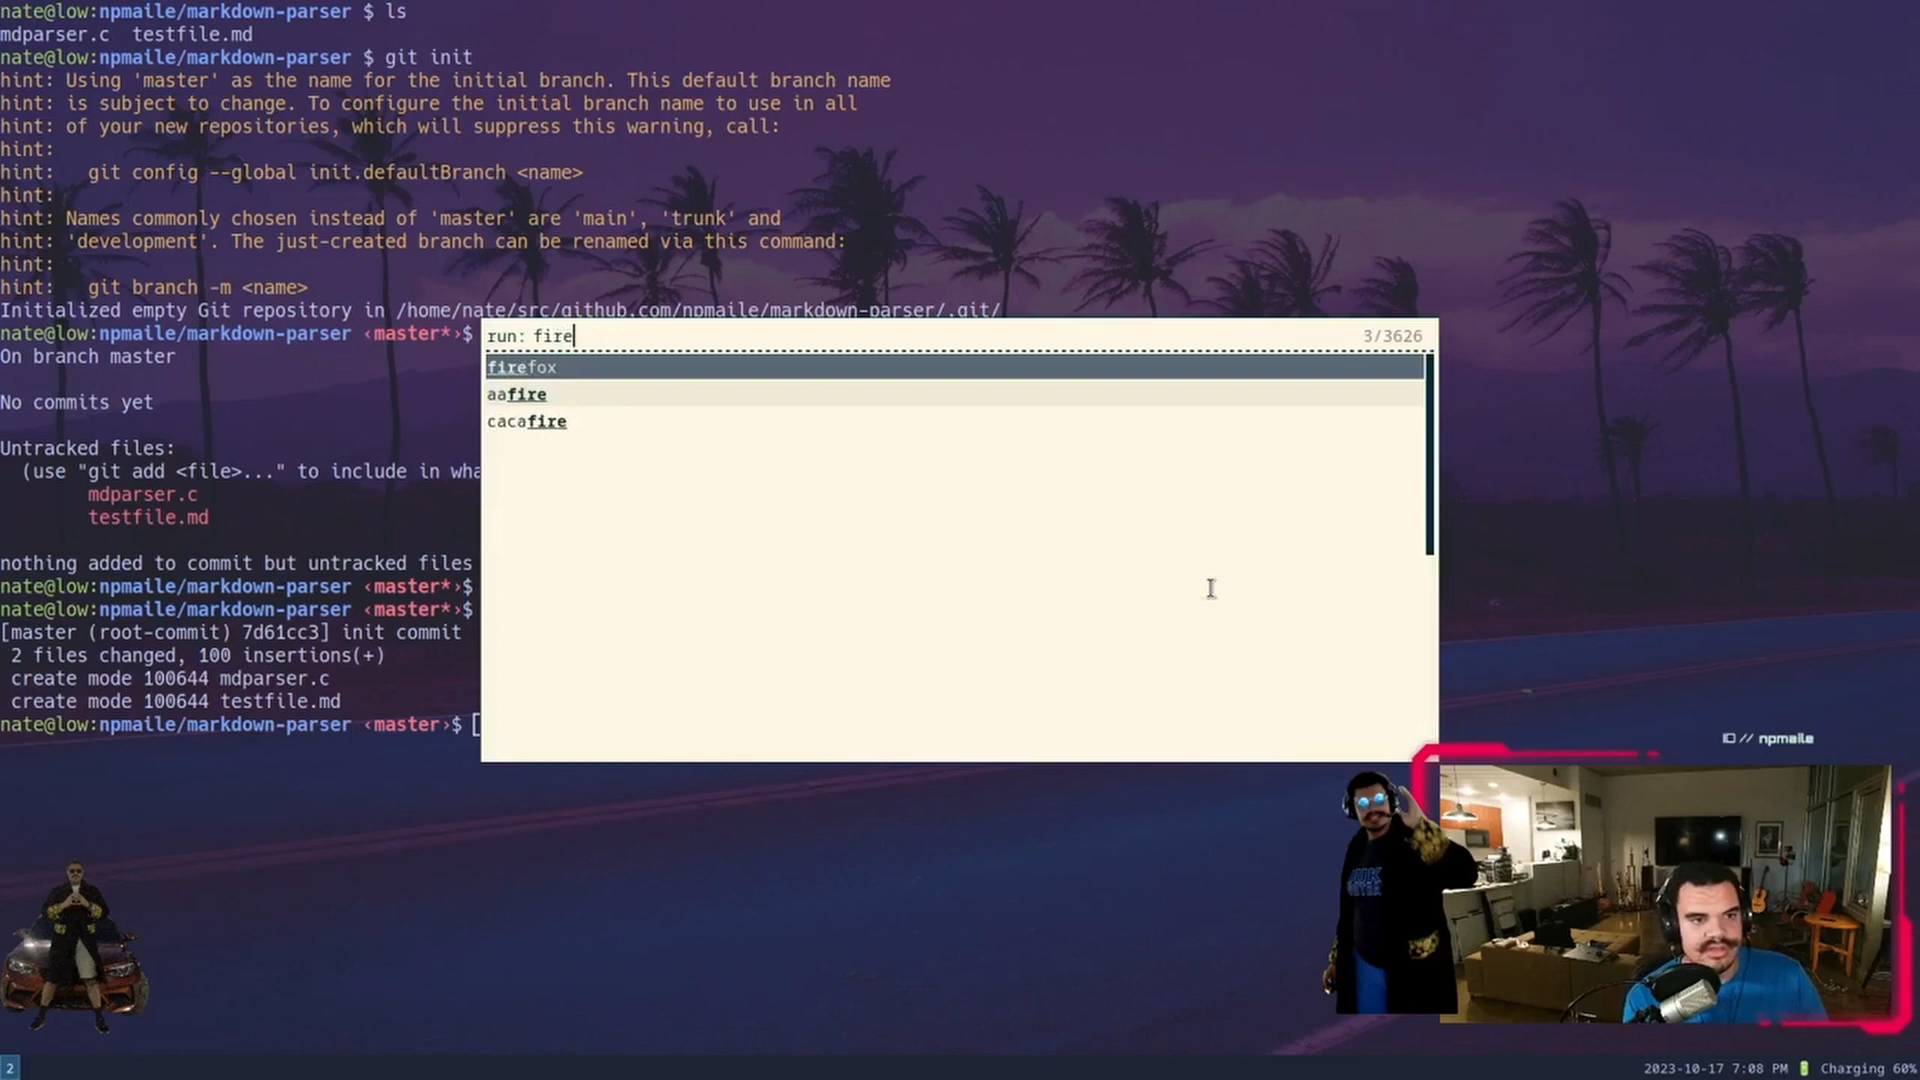 nate@low:npmaile/markdown-parser $ ls
mdparser.c  testfile.md
nate@low:npmaile/markdown-parser $ git init
hint: Using 'master' as the name for the initial branch. This default branch name
hint: is subject to change. To configure the initial branch name to use in all
hint: of your new repositories, which will suppress this warning, call:
hint:
hint:   git config --global init.defaultBranch <name>
hint:
hint: Names commonly chosen instead of 'master' are 'main', 'trunk' and
hint: 'development'. The just-created branch can be renamed via this command:
hint:
hint:   git branch -m <name>
Initialized empty Git repository in /home/nate/src/github.com/npmaile/markdown-parser/.git/
nate@low:npmaile/markdown-parser ‹master*›$
On branch master
No commits yet
Untracked files:
  (use "git add <file>..." to include in wha
        mdparser.c
        testfile.md
nothing added to commit but untracked files
nate@low:npmaile/markdown-parser ‹master*›$
nate@low:npmaile/markdown-parser ‹master*›$
[master (root-commit) 7d61cc3] init commit
 2 files changed, 100 insertions(+)
 create mode 100644 mdparser.c
 create mode 100644 testfile.md
nate@low:npmaile/markdown-parser ‹master›$
run: fire 3/3626
firefox
aafire
cacafire
// npmaile
2
2023-10-17 7:08 PM Charging 60%